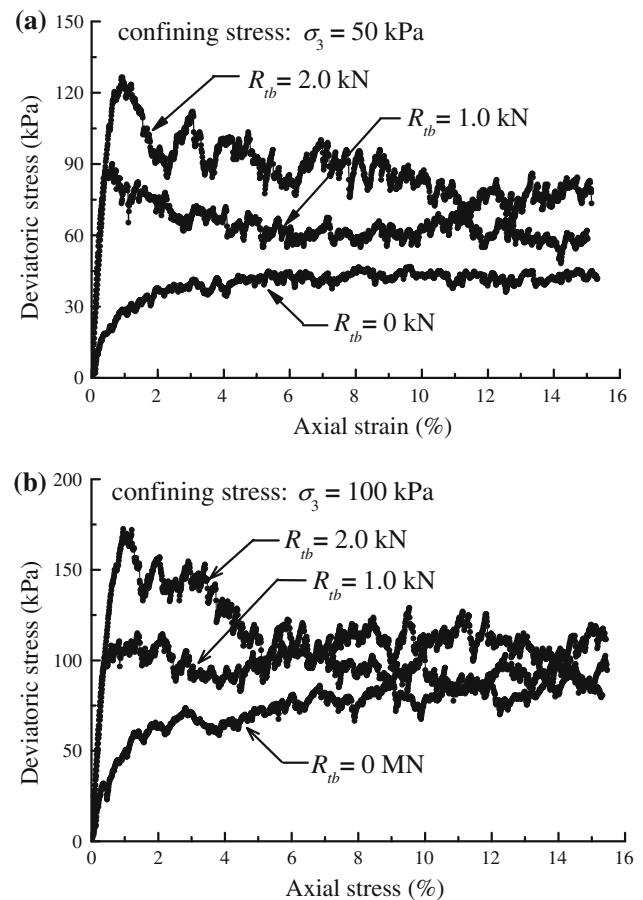 (a)
confining stress: σ3 = 50 kPa
Rtb = 2.0 kN
Rtb = 1.0 kN
Rtb = 0 kN
Deviatoric stress (kPa)
150
120
90
60
30
0
0 2 4 6 8 10 12 14 16
Axial strain (%)
(b)
confining stress: σ3 = 100 kPa
Rtb = 2.0 kN
Rtb = 1.0 kN
Rtb = 0 MN
Deviatoric stress (kPa)
200
150
100
50
0
0 2 4 6 8 10 12 14 16
Axial stress (%)